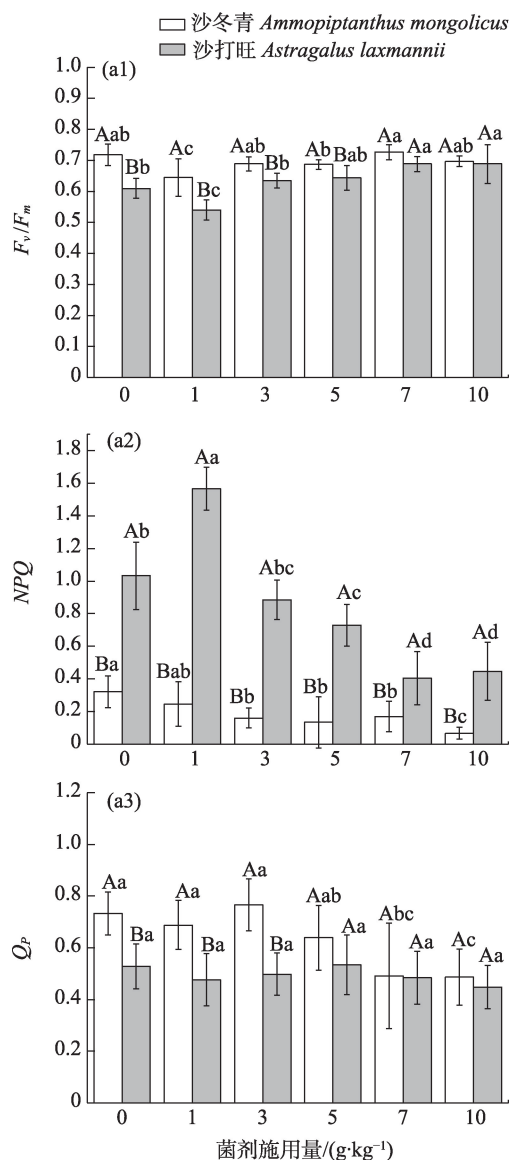 沙冬青 Ammopiptanthus mongolicus
沙打旺 Astragalus laxmannii
(a1)
1.0
0.9
0.8
0.7
0.6
0.5
0.4
0.3
0.2
0.1
0
Fv/Fm
Aab Bb Ac Bc Aab Bb Ab Bab Aa Aa Aab Aa
0 1 3 5 7 10
(a2)
1.8
1.6
1.4
1.2
1.0
0.8
0.6
0.4
0.2
0
NPQ
Ba Ab Bab Aa Bb Abc Bb Ac Bb Ad Bc Ad
0 1 3 5 7 10
(a3)
1.2
1.0
0.8
0.6
0.4
0.2
0
QP
Aa Ba Aa Ba Aa Ba Aab Aa Abc Aa Ac Aa
0 1 3 5 7 10
菌剂施用量/(g·kg⁻¹)